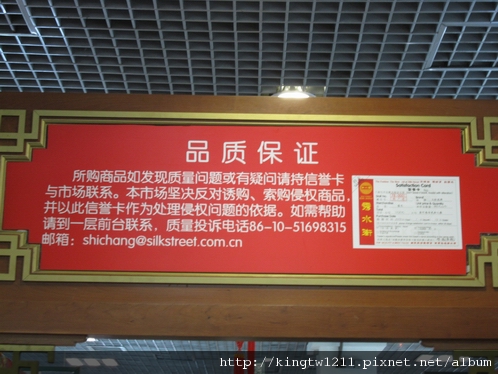 品质保证
所购商品如发现质量问题或有疑问请持信誉卡
与市场联系。本市场坚决反对诱购、索购侵权商品，
并以此信誉卡作为处理侵权问题的依据。如需帮助
请到一层前台联系，质量投诉电话86-10-51698315
邮箱：shichang@silkstreet.com.cn
Satisfaction Card
秀水街
http://kingtw1211.pixnet.net/album